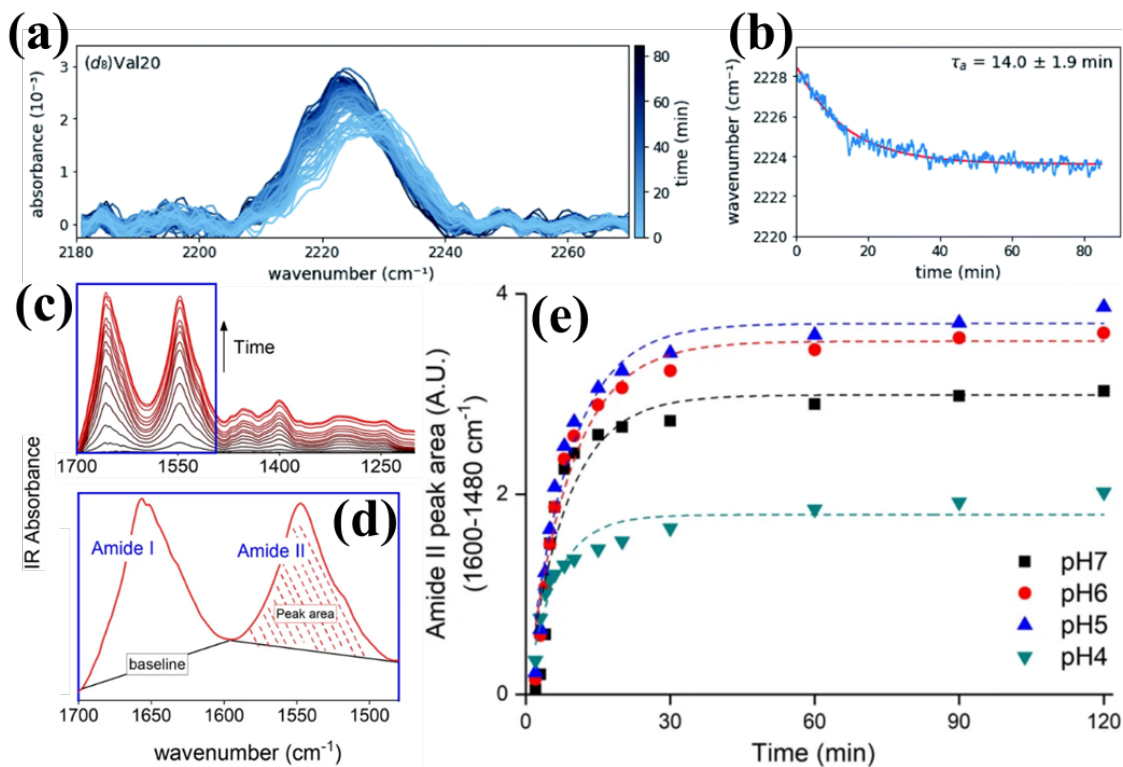 (a)
(d₈)Val20
absorbance (10⁻³)
3
2
1
0
2180
2200
2220
2240
2260
wavenumber (cm⁻¹)
80
60
40
20
0
time (min)
(b)
τₐ = 14.0 ± 1.9 min
wavenumber (cm⁻¹)
2228
2226
2224
2222
2220
0
20
40
60
80
time (min)
(c)
Time
1700
1550
1400
1250
IR Absorbance
(d)
Amide I
Amide II
Peak area
baseline
1700
1650
1600
1550
1500
wavenumber (cm⁻¹)
(e)
Amide II peak area (A.U.)
(1600-1480 cm⁻¹)
4
2
0
0
30
60
90
120
Time (min)
pH7
pH6
pH5
pH4